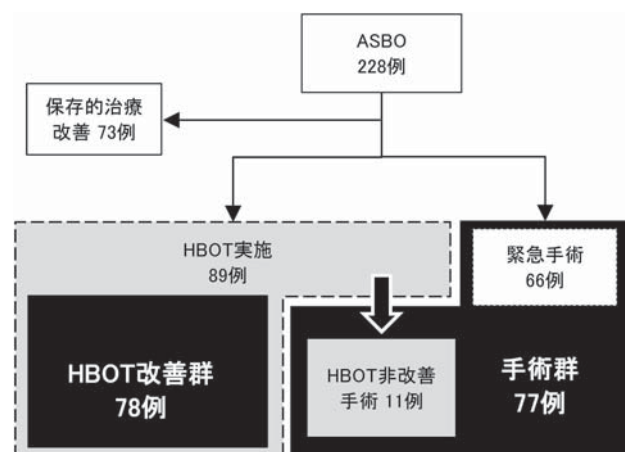 ASBO
228例
保存的治療
改善 73例
HBOT実施
89例
緊急手術
66例
HBOT改善群
78例
HBOT非改善
手術 11例
手術群
77例